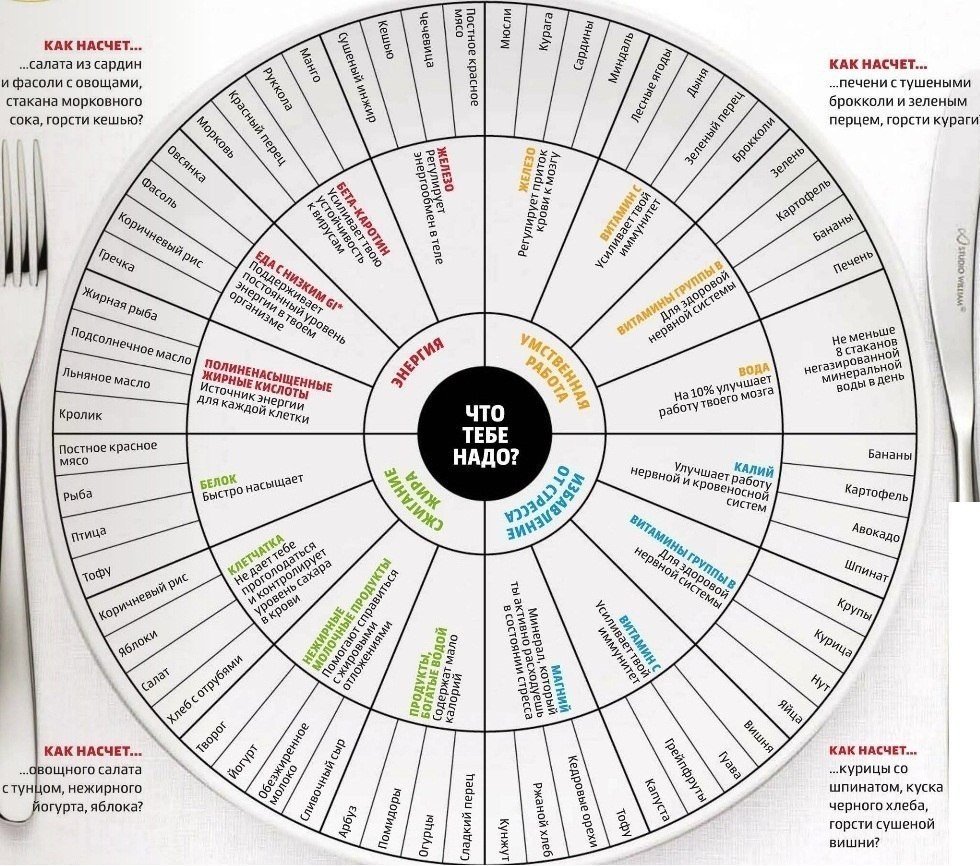 КАК НАСЧЕТ...
...салата из сардин
и фасоли с овощами,
стакана морковного
сока, горсти кешью?
КАК НАСЧЕТ...
...печени с тушеными
брокколи и зеленым
перцем, горсти кураги?
STUDIO WILLIAM®
ЧТО
ТЕБЕ
НАДО?
ЭНЕРГИЯ
ПОЛИНЕНАСЫЩЕННЫЕ
ЖИРНЫЕ КИСЛОТЫ
Источник энергии
для каждой клетки
Кролик
Льняное масло
Подсолнечное масло
Жирная рыба
ЕДА С НИЗКИМ GI*
Поддерживает
постоянный уровень
энергии в твоем
организме
Гречка
Коричневый рис
Фасоль
Овсянка
БЕТА-КАРОТИН
Усиливает твою
устойчивость
к вирусам
Морковь
Красный перец
Руккола
Манго
ЖЕЛЕЗО
Регулирует
энергообмен в теле
Сушеный инжир
Кешью
Чечевица
Постное красное
мясо
УМСТВЕННАЯ
РАБОТА
ЖЕЛЕЗО
Регулирует приток
крови к мозгу
Мюсли
Курага
Сардины
Миндаль
ВИТАМИН С
Усиливает твой
иммунитет
Лесные ягоды
Дыня
Зеленый перец
Брокколи
ВИТАМИНЫ ГРУППЫ В
Для здоровой
нервной системы
Зелень
Картофель
Бананы
Печень
ВОДА
На 10% улучшает
работу твоего мозга
Не меньше
8 стаканов
негазированной
минеральной
воды в день
ИЗБАВЛЕНИЕ
ОТ СТРЕССА
КАЛИЙ
Улучшает работу
нервной и кровеносной
систем
Бананы
Картофель
Авокадо
Шпинат
ВИТАМИНЫ ГРУППЫ В
Для здоровой
нервной системы
Крупы
Курица
Нут
Яйца
ВИТАМИН С
Усиливает твой
иммунитет
Вишня
Гуава
Грейпфруты
Капуста
МАГНИЙ
Минерал, который
ты активно расходуешь
в состоянии стресса
Тофу
Кедровые орехи
Ржаной хлеб
Кунжут
СЖИГАНИЕ
ЖИРА
ПРОДУКТЫ,
БОГАТЫЕ ВОДОЙ
Содержат мало
калорий
Сладкий перец
Огурцы
Помидоры
Арбуз
НЕЖИРНЫЕ
МОЛОЧНЫЕ ПРОДУКТЫ
Помогают справиться
с жировыми
отложениями
Сливочный сыр
Обезжиренное
молоко
Йогурт
Творог
КЛЕТЧАТКА
Не дает тебе
проголодаться
и контролирует
уровень сахара
в крови
Хлеб с отрубями
Салат
Яблоки
Коричневый рис
БЕЛОК
Быстро насыщает
Тофу
Птица
Рыба
Постное красное
мясо
КАК НАСЧЕТ...
...овощного салата
с тунцом, нежирного
йогурта, яблока?
КАК НАСЧЕТ...
...курицы со
шпинатом, куска
черного хлеба,
горсти сушеной
вишни?